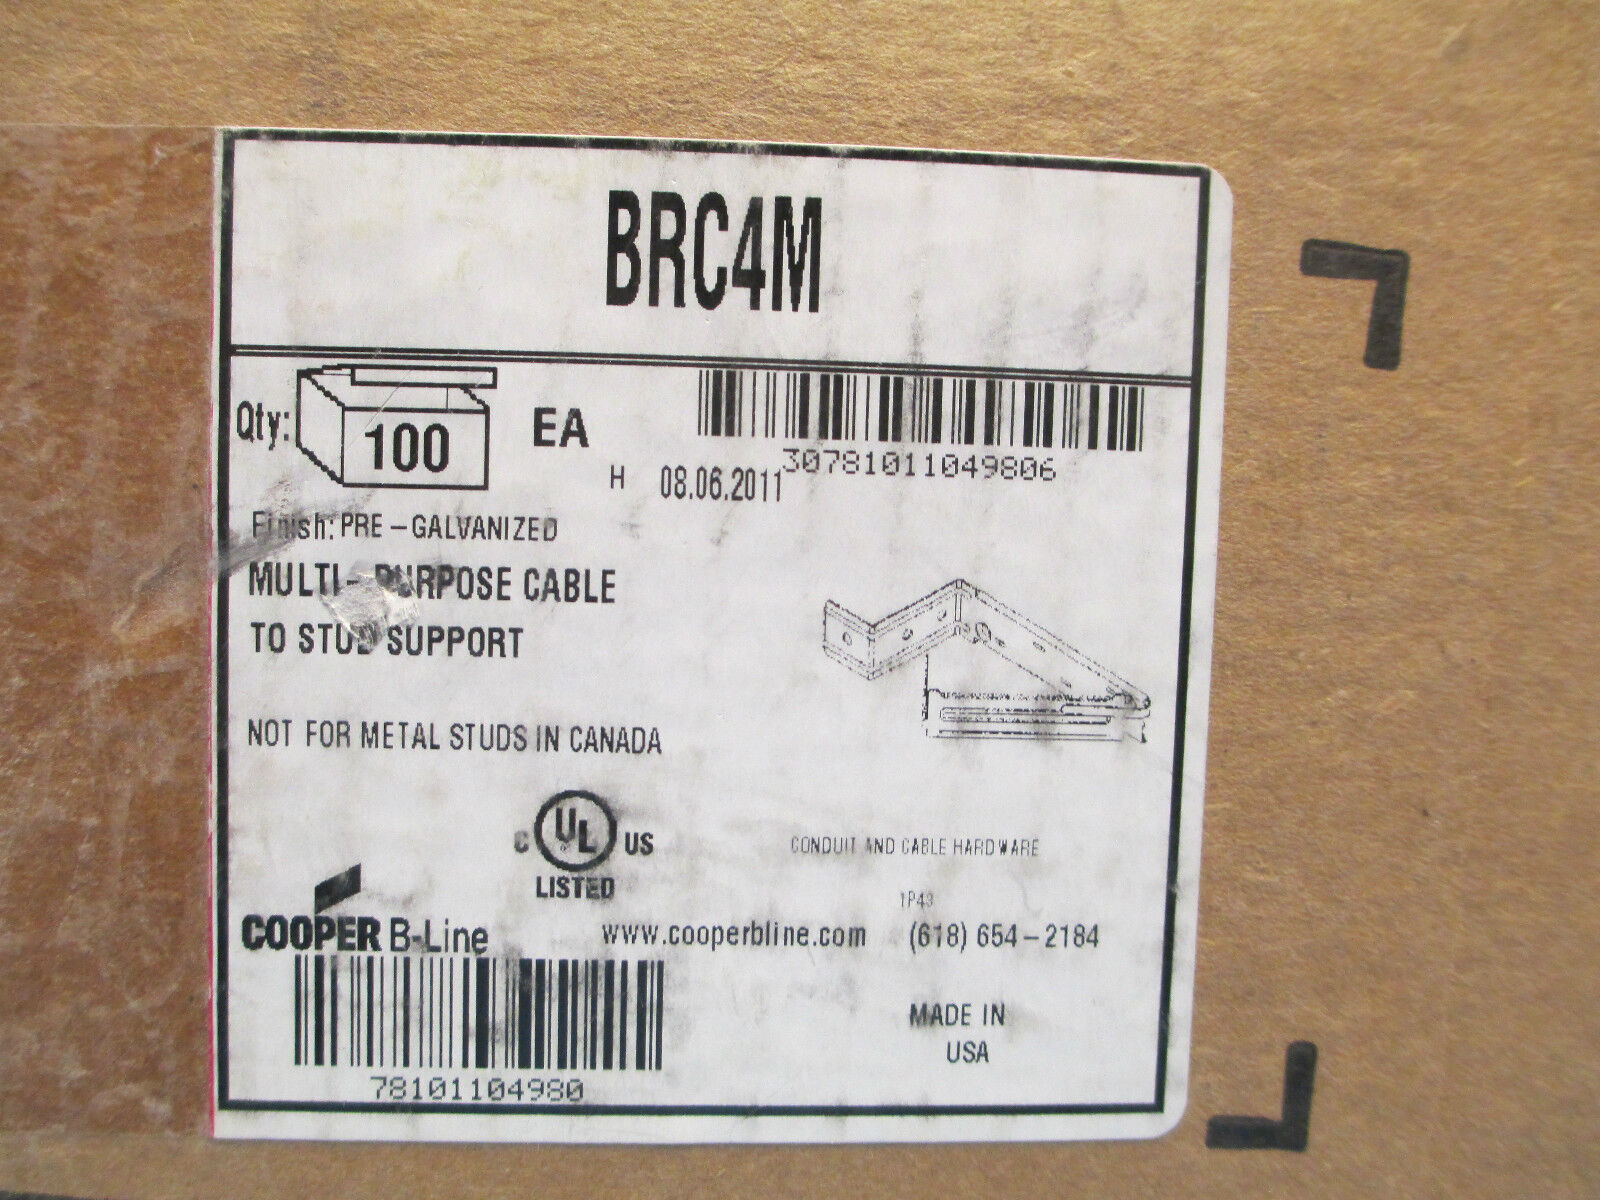 BRC4M
Qty: 100 EA
30781011049806
H 08.06.2011
Finish: PRE-GALVANIZED
MULTI-PURPOSE CABLE
TO STUD SUPPORT
NOT FOR METAL STUDS IN CANADA
C UL US
LISTED
CONDUIT AND CABLE HARDWARE
1P43
COOPER B-Line
www.cooperbline.com (618) 654-2184
78101104980
MADE IN
USA